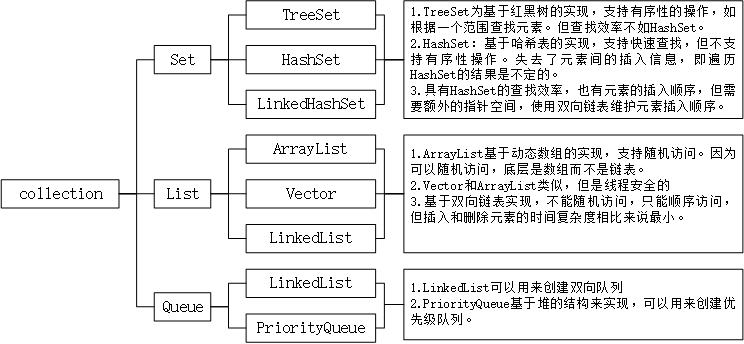 collection
Set
TreeSet
HashSet
LinkedHashSet
1.TreeSet为基于红黑树的实现，支持有序性的操作，如
根据一个范围查找元素。但查找效率不如HashSet。
2.HashSet：基于哈希表的实现，支持快速查找，但不支
持有序性操作。失去了元素间的插入信息，即遍历
HashSet的结果是不定的。
3.具有HashSet的查找效率，也有元素的插入顺序，但需
要额外的指针空间，使用双向链表维护元素插入顺序。
List
ArrayList
Vector
LinkedList
1.ArrayList基于动态数组的实现，支持随机访问。因为
可以随机访问，底层是数组而不是链表。
2.Vector和ArrayList类似，但是线程安全的
3.基于双向链表实现，不能随机访问，只能顺序访问，
但插入和删除元素的时间复杂度相比来说最小。
Queue
LinkedList
PriorityQueue
1.LinkedList可以用来创建双向队列
2.PriorityQueue基于堆的结构来实现，可以用来创建优
先级队列。